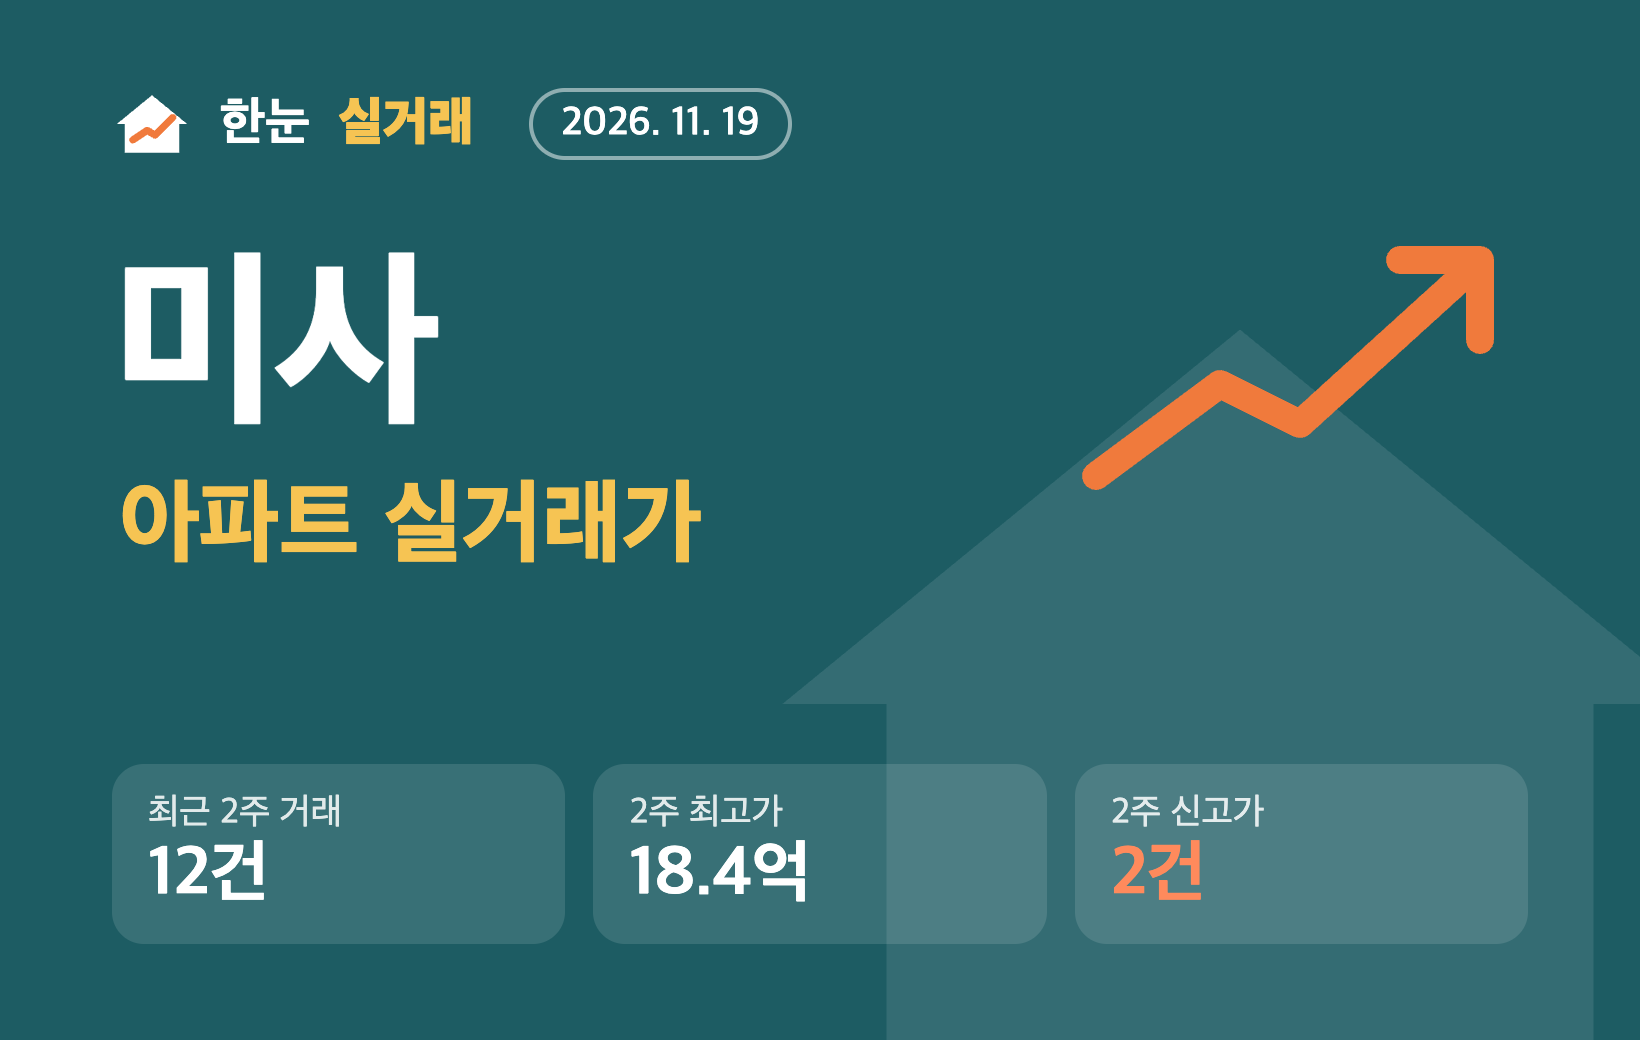 한눈 실거래 2026. 11. 19
미사
아파트 실거래가
최근 2주 거래
12건
2주 최고가
18.4억
2주 신고가
2건